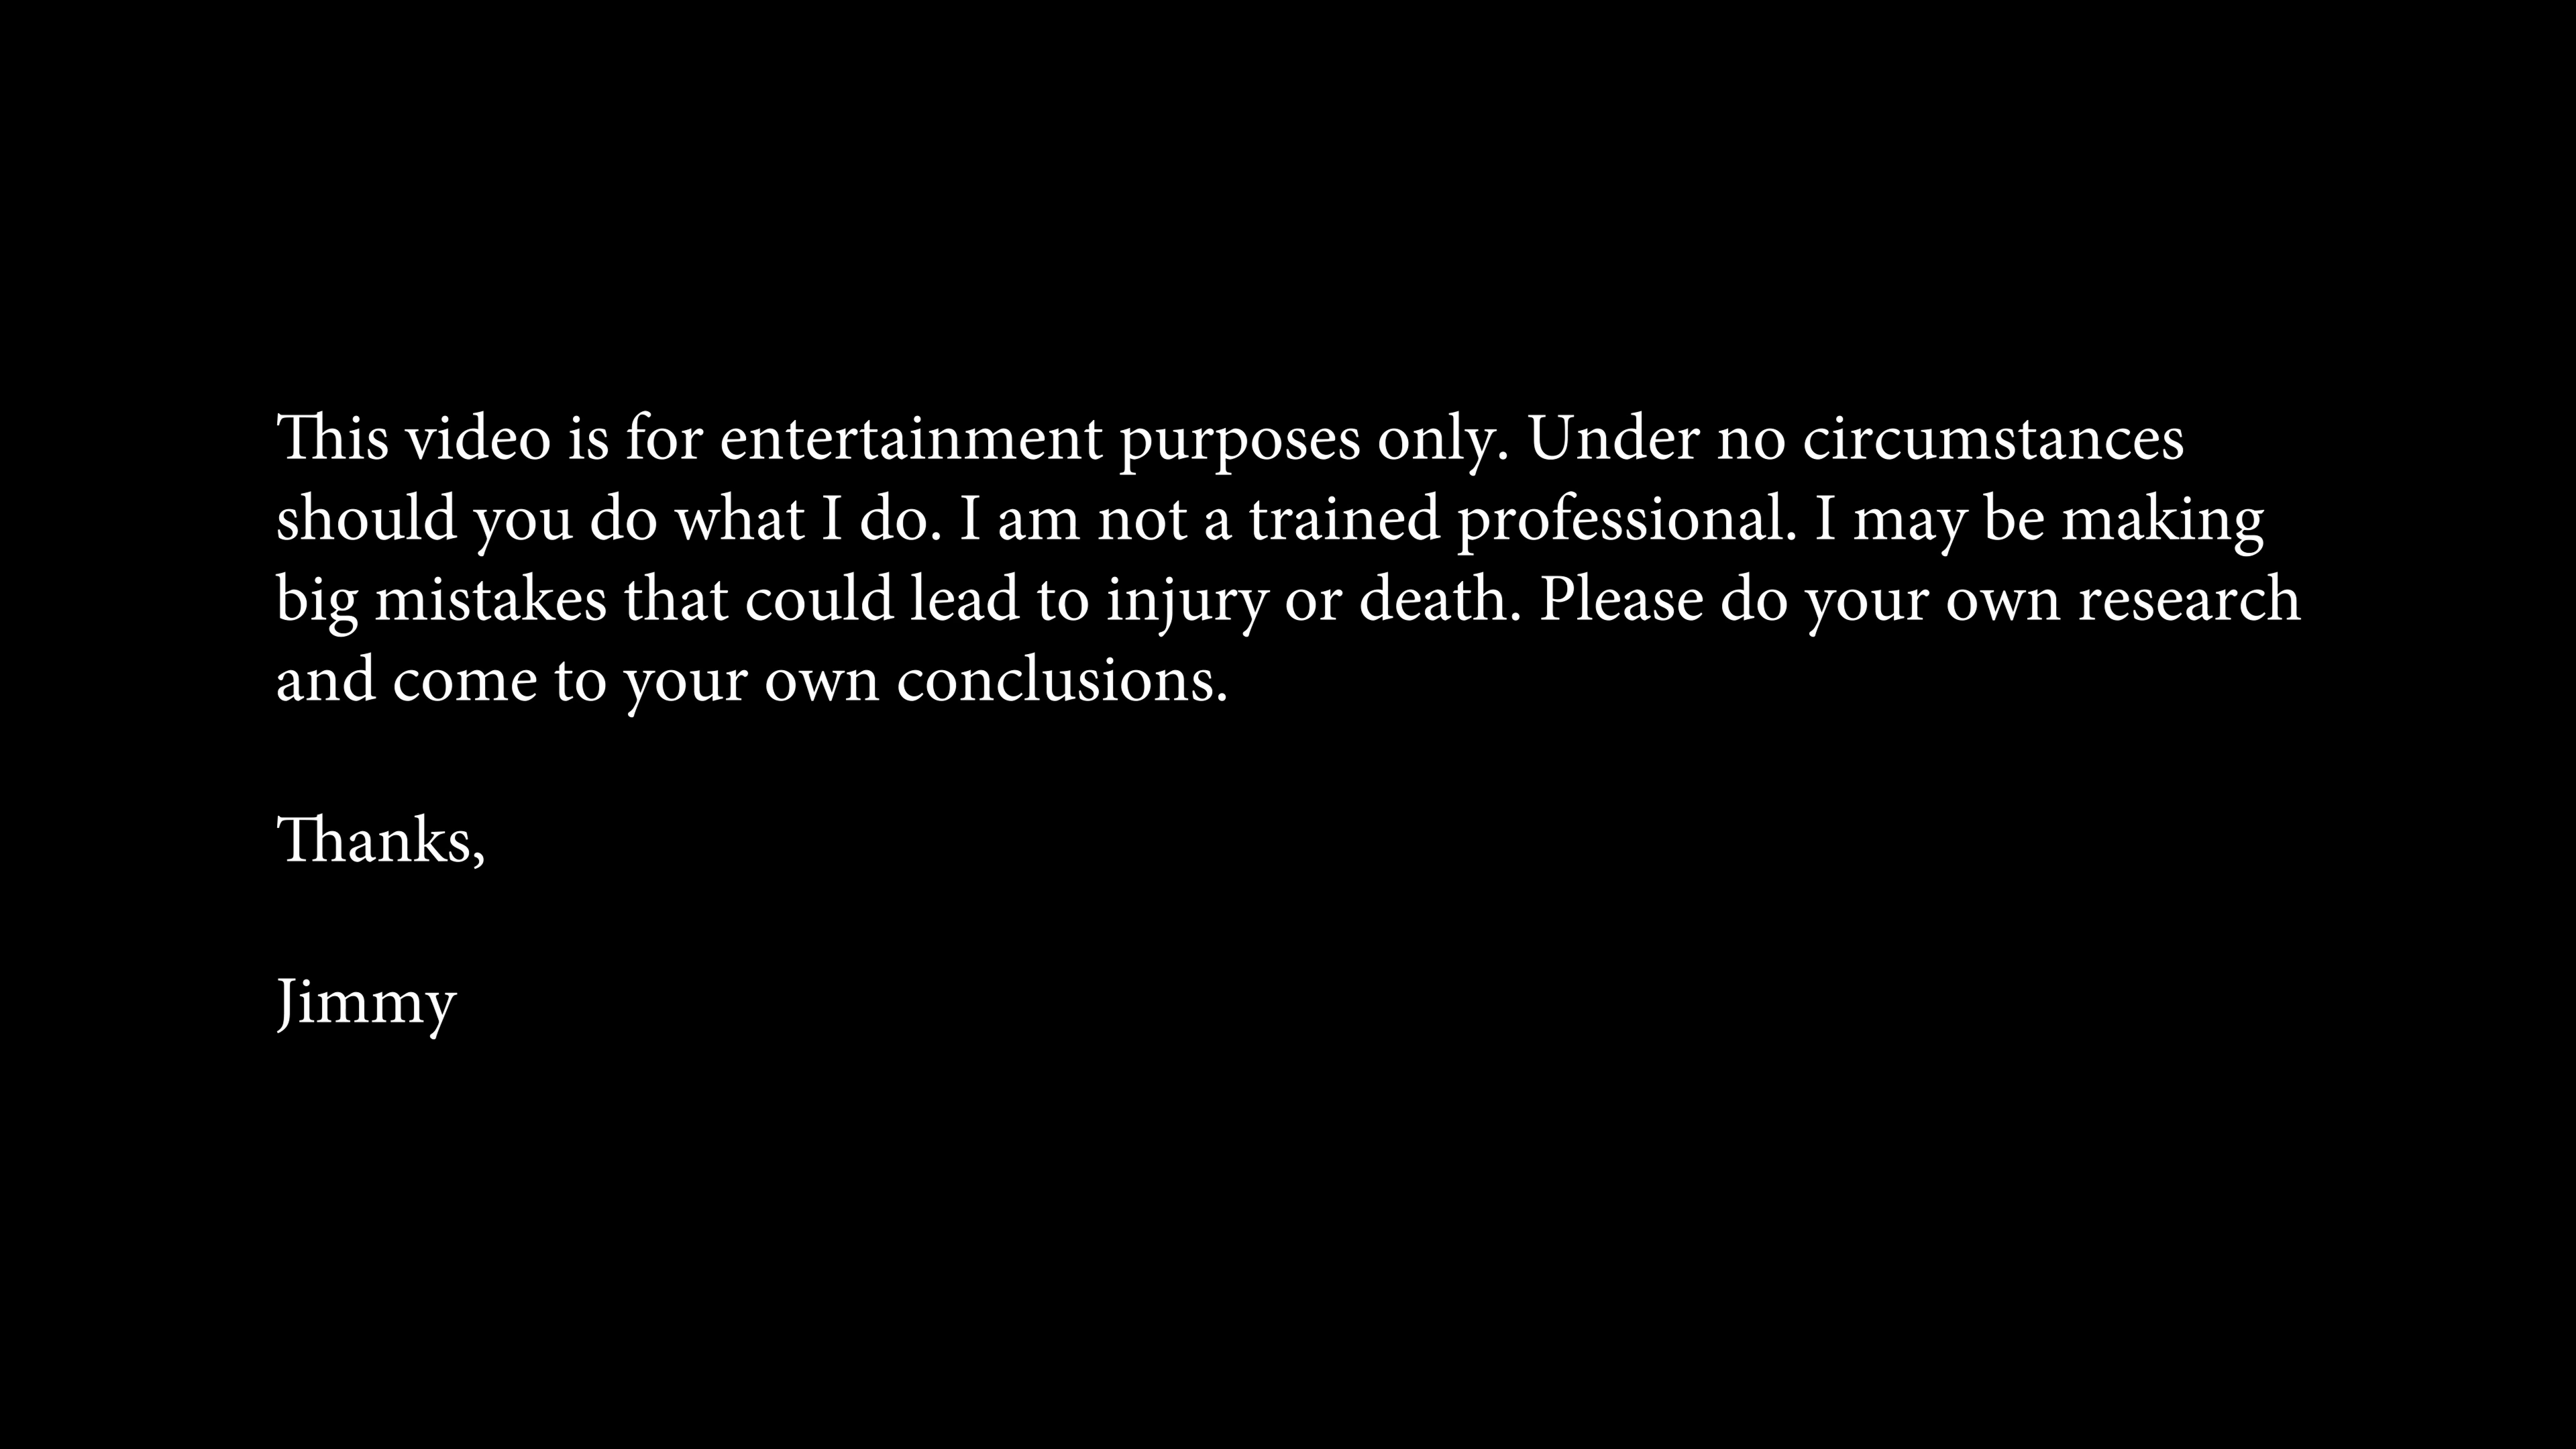 This video is for entertainment purposes only. Under no circumstances
should you do what I do. I am not a trained professional. I may be making
big mistakes that could lead to injury or death. Please do your own research
and come to your own conclusions.
Thanks,
Jimmy